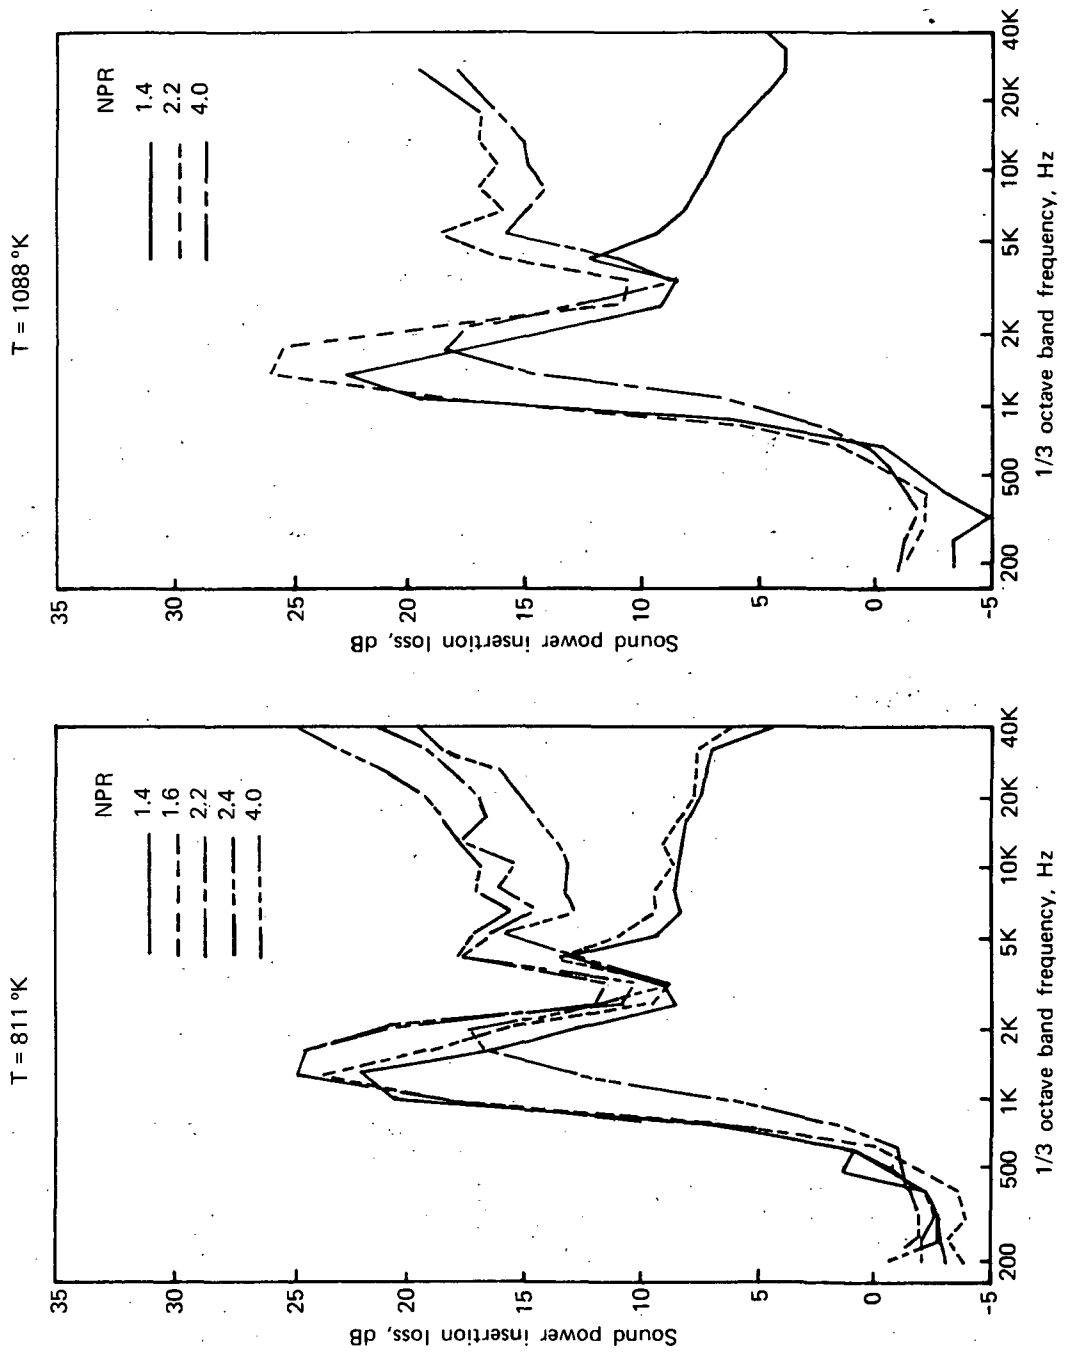 T = 811 °K
Sound power insertion loss, dB
35
30
25
20
15
10
5
0
-5
NPR
1.4
1.6
2.2
2.4
4.0
200
500
1K
2K
5K
10K
20K
40K
1/3 octave band frequency, Hz
T = 1088 °K
Sound power insertion loss, dB
35
30
25
20
15
10
5
0
-5
NPR
1.4
2.2
4.0
200
500
1K
2K
5K
10K
20K
40K
1/3 octave band frequency, Hz